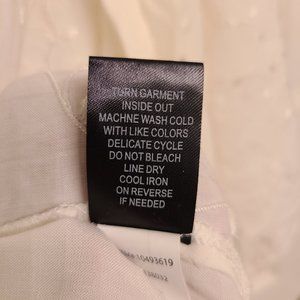 TURN GARMENT
INSIDE OUT
MACHNE WASH COLD
WITH LIKE COLORS
DELICATE CYCLE
DO NOT BLEACH
LINE DRY
COOL IRON
ON REVERSE
IF NEEDED
10493619